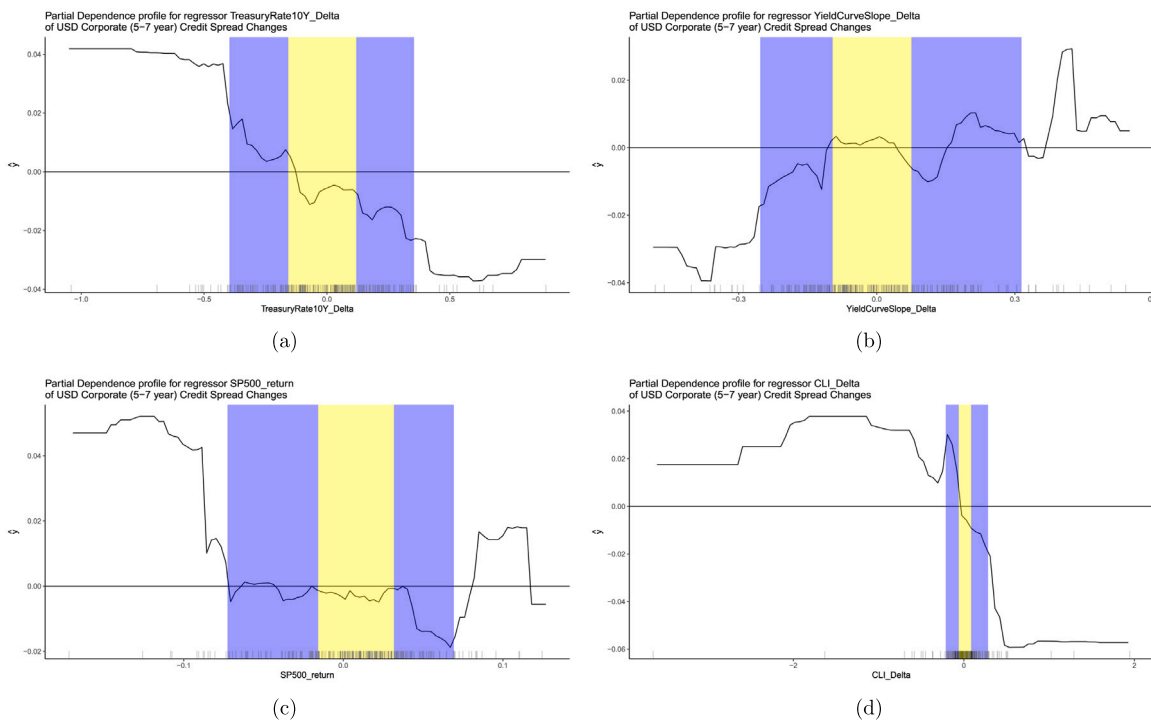 Partial Dependence profile for regressor TreasuryRate10Y_Delta
of USD Corporate (5-7 year) Credit Spread Changes
0.04
0.02
0.00
−0.02
−0.04
ŷ
−1.0
−0.5
0.0
0.5
TreasuryRate10Y_Delta
(a)
Partial Dependence profile for regressor YieldCurveSlope_Delta
of USD Corporate (5-7 year) Credit Spread Changes
0.02
0.00
−0.02
−0.04
ŷ
−0.3
0.0
0.3
YieldCurveSlope_Delta
(b)
Partial Dependence profile for regressor SP500_return
of USD Corporate (5-7 year) Credit Spread Changes
0.04
0.02
0.00
−0.02
ŷ
−0.1
0.0
0.1
SP500_return
(c)
Partial Dependence profile for regressor CLI_Delta
of USD Corporate (5-7 year) Credit Spread Changes
0.04
0.02
0.00
−0.02
−0.04
−0.06
ŷ
−2
0
2
CLI_Delta
(d)